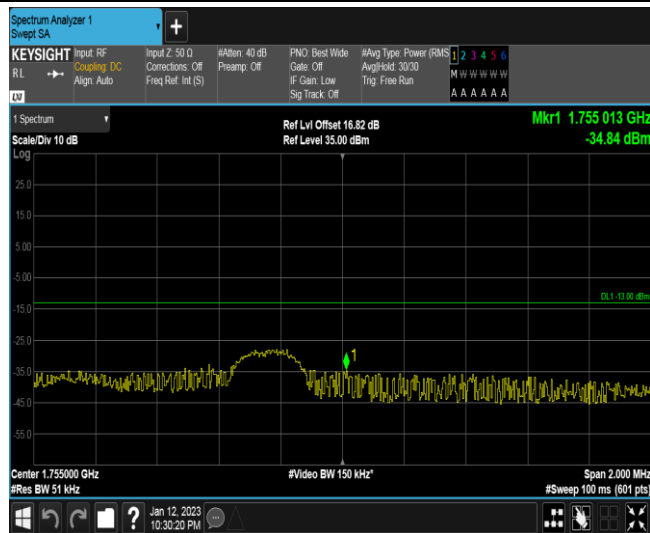 Spectrum Analyzer 1
Swept SA
+
KEYSIGHT
RL
LXI
Input: RF
Coupling: DC
Align: Auto
Input Z: 50 Ω
Corrections: Off
Freq Ref: Int (S)
#Atten: 40 dB
Preamp: Off
PNO: Best Wide
Gate: Off
IF Gain: Low
Sig Track: Off
#Avg Type: Power (RMS
Avg|Hold: 30/30
Trig: Free Run
1 2 3 4 5 6
M W W W W W
A A A A A A
1 Spectrum
Scale/Div 10 dB
Log
Ref Lvl Offset 16.82 dB
Ref Level 35.00 dBm
Mkr1 1.755 013 GHz
-34.84 dBm
25.0
15.0
5.00
-5.00
DL1 -13.00 dBm
-15.0
-25.0
1
-35.0
-45.0
-55.0
Center 1.755000 GHz
#Video BW 150 kHz*
Span 2.000 MHz
#Res BW 51 kHz
#Sweep 100 ms (601 pts)
?
Jan 12, 2023
10:30:20 PM